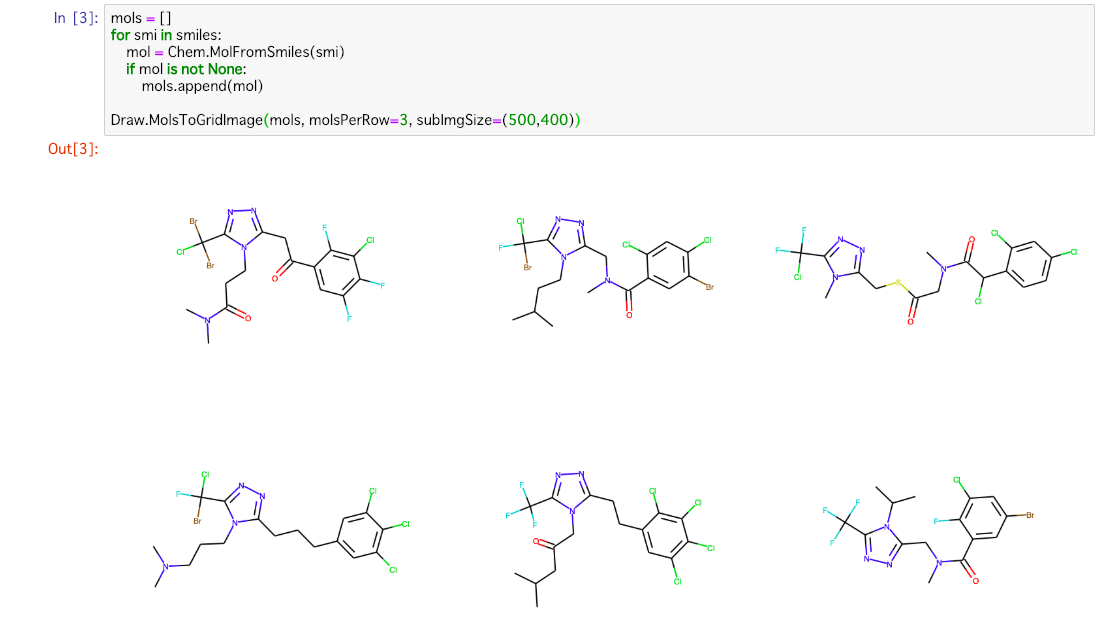 In [3]: mols = []
for smi in smiles:
    mol = Chem.MolFromSmiles(smi)
    if mol is not None:
        mols.append(mol)
Draw.MolsToGridImage(mols, molsPerRow=3, subImgSize=(500,400))
Out[3]:
Br N N Cl Br N O F Cl F F N O
Cl N N F Br N N O Cl Cl Br
F F Cl N N N S O N O Cl Cl Cl
Cl F Br N N N N Cl Cl Cl
F F F N N N O Cl Cl Cl Cl
F F F N N N N O F Cl Br